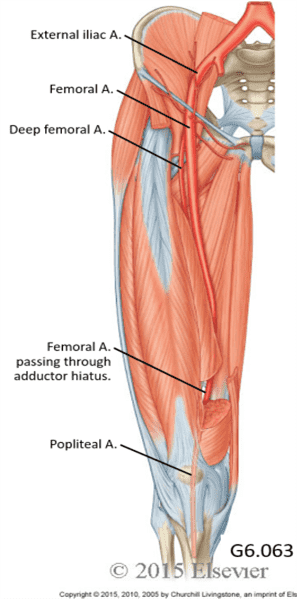 External iliac A.
Femoral A.
Deep femoral A.
Femoral A.
passing through
adductor hiatus.
Popliteal A.
G6.063
© 2015 Elsevier
Copyright © 2015, 2010, 2005 by Churchill Livingstone, an imprint of Els